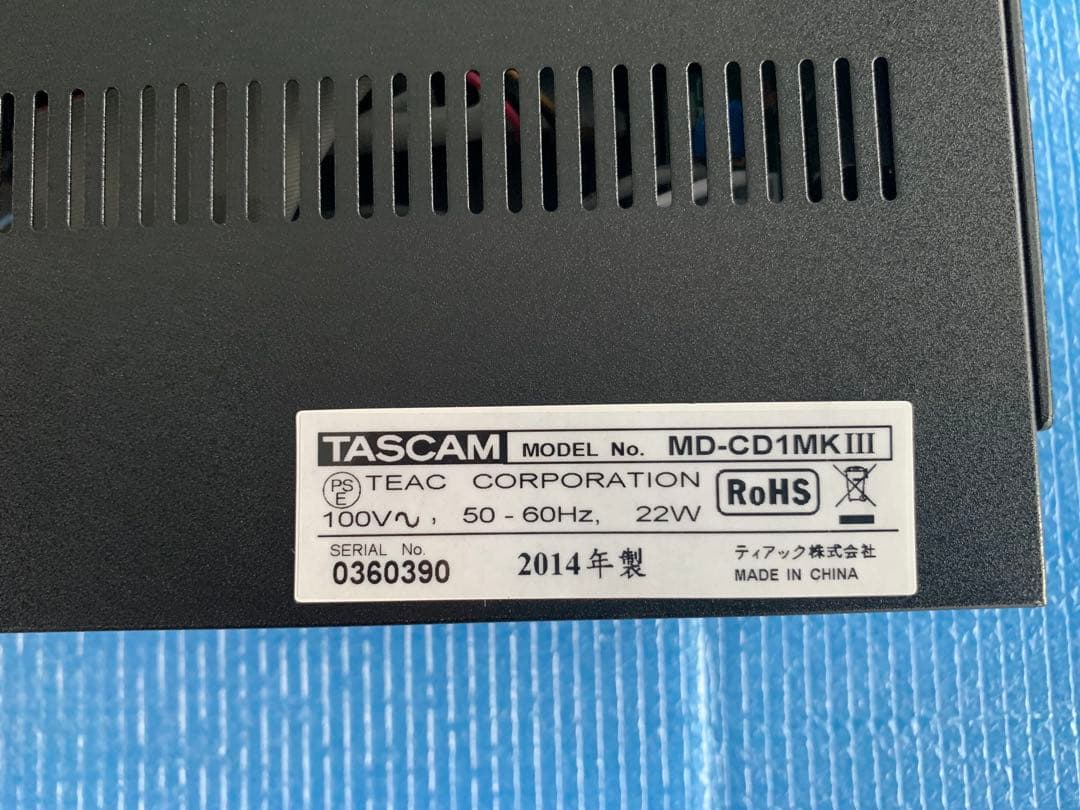 TASCAM MODEL No. MD-CD1MKIII
PSE TEAC CORPORATION RoHS
100V~, 50-60Hz, 22W
SERIAL No.
0360390
2014年製
ティアック株式会社
MADE IN CHINA